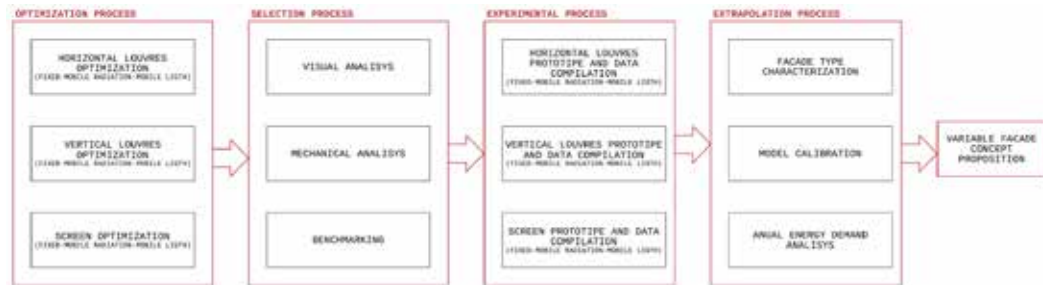 OPTIMIZATION PROCESS
HORIZONTAL LOUVRES
OPTIMIZATION
(FIXED-MOBILE RADIATION-MOBILE LIGTH)
VERTICAL LOUVRES
OPTIMIZATION
(FIXED-MOBILE RADIATION-MOBILE LIGTH)
SCREEN OPTIMIZATION
(FIXED-MOBILE RADIATION-MOBILE LIGTH)
SELECTION PROCESS
VISUAL ANALISYS
MECHANICAL ANALISYS
BENCHMARKING
EXPERIMENTAL PROCESS
HORIZONTAL LOUVRES
PROTOTIPE AND DATA
COMPILATION
(FIXED-MOBILE RADIATION-MOBILE LIGTH)
VERTICAL LOUVRES PROTOTIPE
AND DATA COMPILATION
(FIXED-MOBILE RADIATION-MOBILE LIGTH)
SCREEN PROTOTIPE AND DATA
COMPILATION
(FIXED-MOBILE RADIATION-MOBILE LIGTH)
EXTRAPOLATION PROCESS
FACADE TYPE
CHARACTERIZATION
MODEL CALIBRATION
ANUAL ENERGY DEMAND
ANALISYS
VARIABLE FACADE
CONCEPT
PROPOSITION